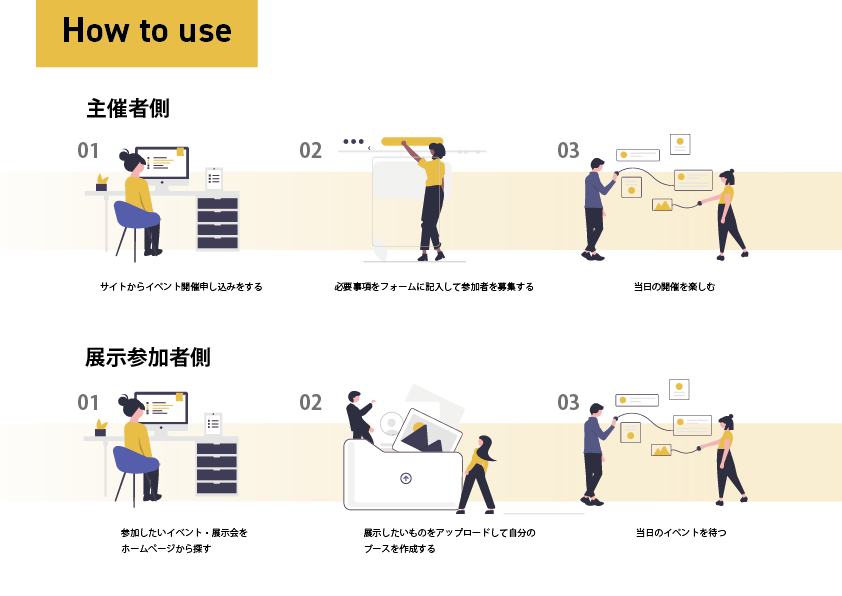 How to use
主催者側
01
02
03
サイトからイベント開催申し込みをする
必要事項をフォームに記入して参加者を募集する
当日の開催を楽しむ
展示参加者側
01
02
03
参加したいイベント・展示会を
ホームページから探す
展示したいものをアップロードして自分の
ブースを作成する
当日のイベントを待つ